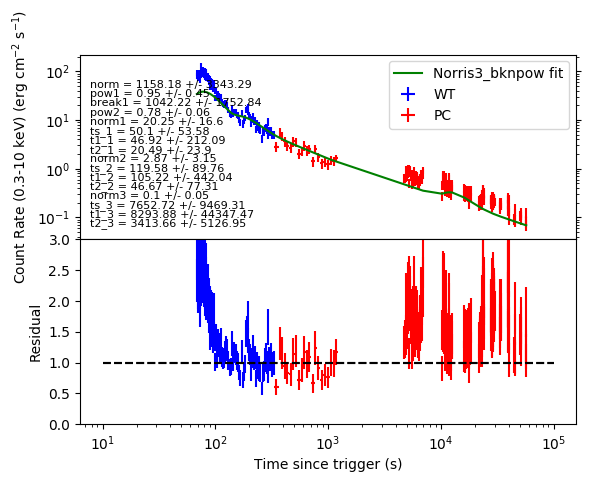 norm = 1158.18 +/-
pow1 = 0.95 +/-
break1 = 1042.22 +/- 1752.84
pow2 = 0.78 +/- 0.06
norm1 = 20.25 +/- 16.6
ts_1 = 50.1 +/- 53.58
t1_1 = 46.92 +/- 212.09
t2_1 = 20.49 +/- 23.9
norm2 = 2.87 +/- 3.15
ts_2 = 119.58 +/- 89.76
t1_2 = 105.22 +/- 442.04
t2_2 = 46.67 +/- 77.31
norm3 = 0.1 +/- 0.05
ts_3 = 7652.72 +/- 9469.31
t1_3 = 8293.88 +/- 44347.47
t2_3 = 3413.66 +/- 5126.95
Norris3_bknpow fit
WT
PC
10²
10¹
10⁰
10⁻¹
Count Rate (0.3-10 keV) (erg cm⁻² s⁻¹)
3.0
2.5
2.0
1.5
1.0
0.5
0.0
Residual
10¹ 10² 10³ 10⁴ 10⁵
Time since trigger (s)